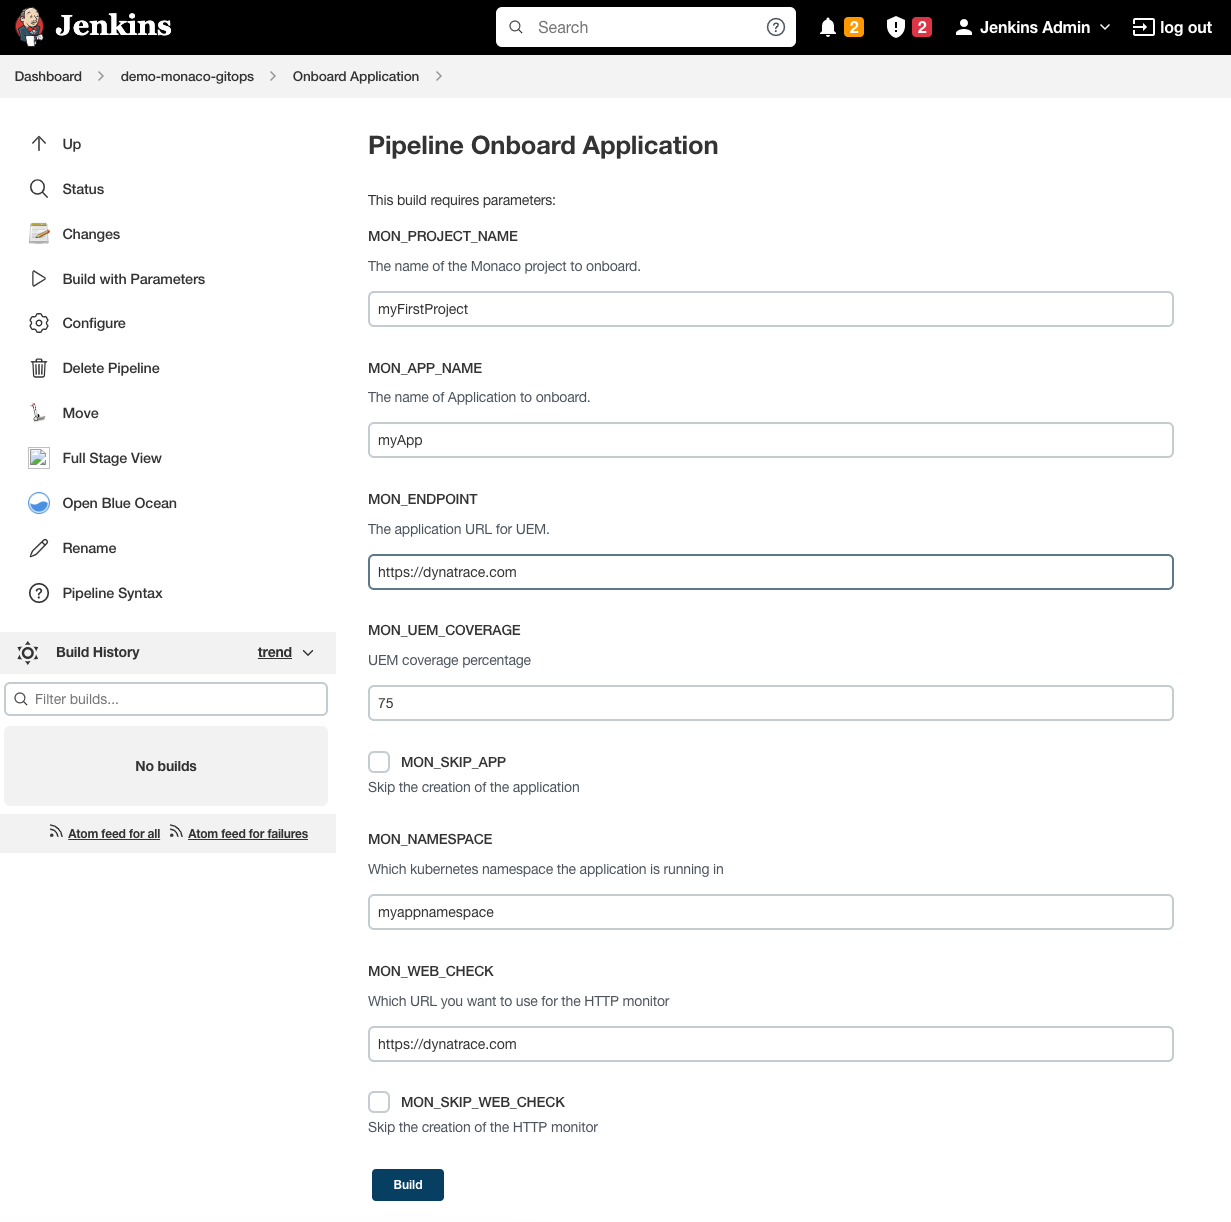 Jenkins
Search
2
2
Jenkins Admin
log out
Dashboard
demo-monaco-gitops
Onboard Application
Up
Status
Changes
Build with Parameters
Configure
Delete Pipeline
Move
Full Stage View
Open Blue Ocean
Rename
Pipeline Syntax
Build History
trend
Filter builds...
No builds
Atom feed for all
Atom feed for failures
Pipeline Onboard Application
This build requires parameters:
MON_PROJECT_NAME
The name of the Monaco project to onboard.
myFirstProject
MON_APP_NAME
The name of Application to onboard.
myApp
MON_ENDPOINT
The application URL for UEM.
https://dynatrace.com
MON_UEM_COVERAGE
UEM coverage percentage
75
MON_SKIP_APP
Skip the creation of the application
MON_NAMESPACE
Which kubernetes namespace the application is running in
myappnamespace
MON_WEB_CHECK
Which URL you want to use for the HTTP monitor
https://dynatrace.com
MON_SKIP_WEB_CHECK
Skip the creation of the HTTP monitor
Build